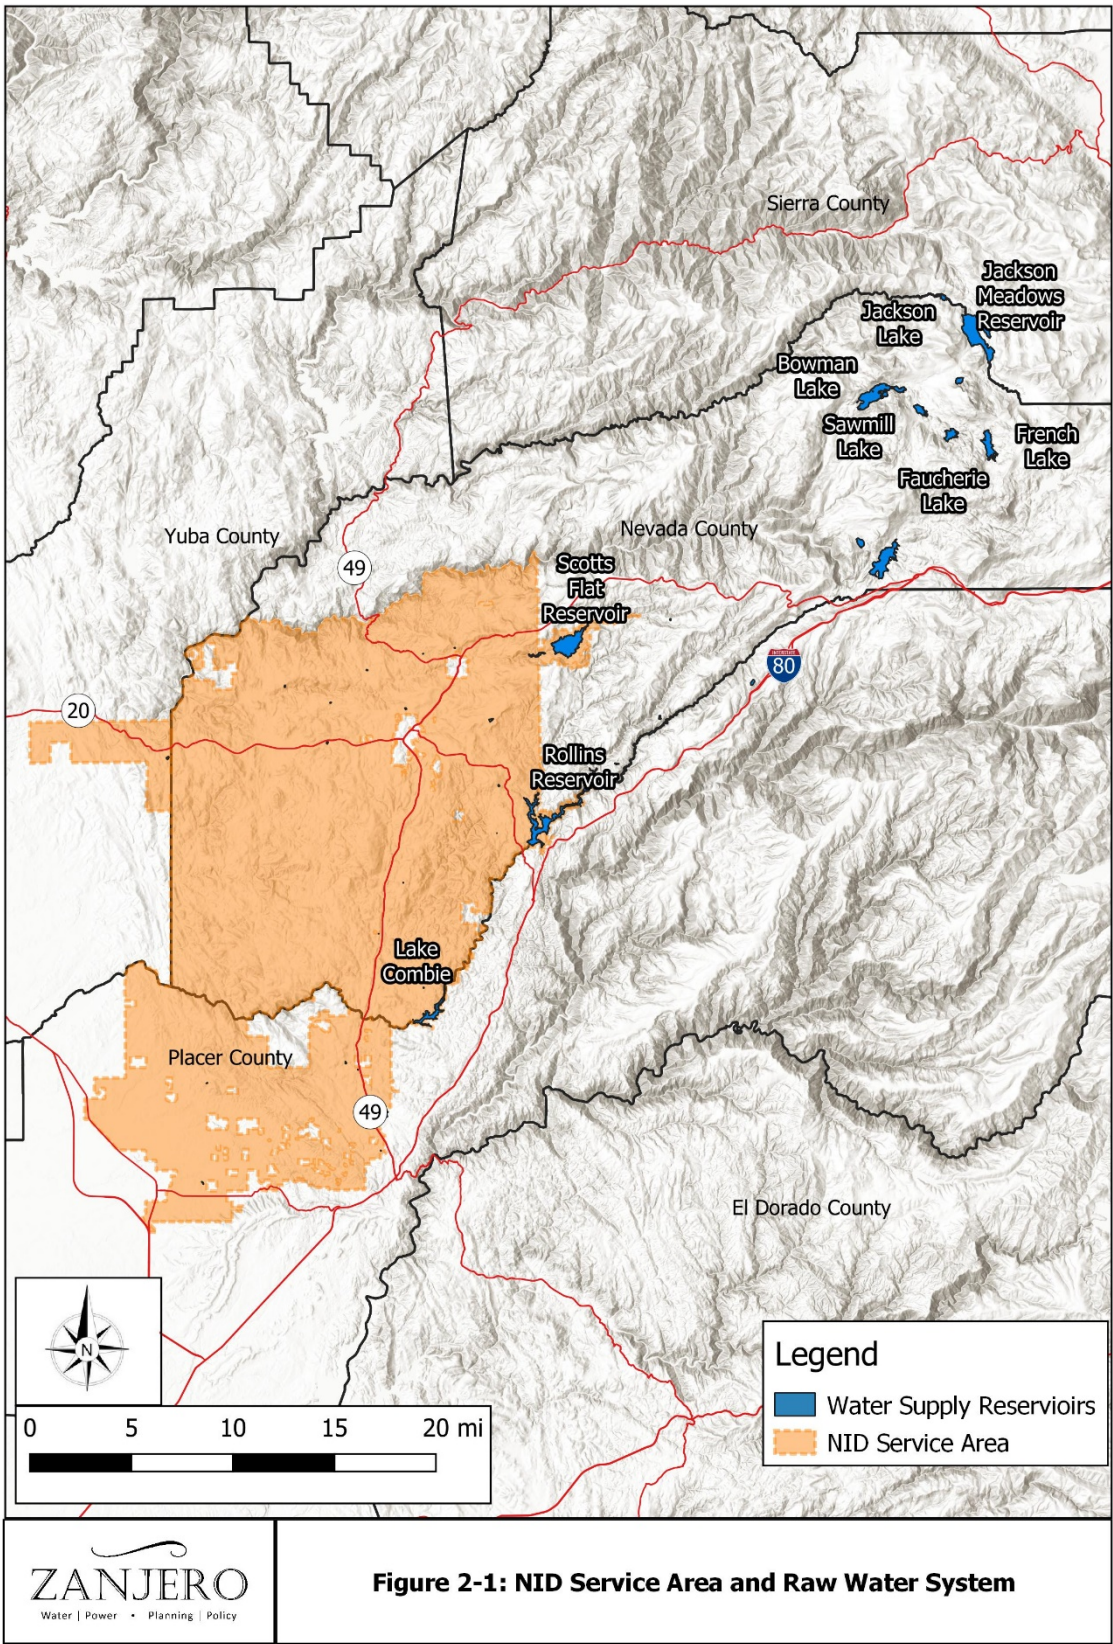 Sierra County
Jackson
Meadows
Reservoir
Jackson
Lake
Bowman
Lake
Sawmill
Lake
French
Lake
Faucherie
Lake
Yuba County
Nevada County
49
Scotts
Flat
Reservoir
80
20
Rollins
Reservoir
Lake
Combie
Placer County
49
El Dorado County
N
Legend
Water Supply Reservioirs
NID Service Area
0 5 10 15 20 mi
ZANJERO
Water | Power • Planning | Policy
Figure 2-1: NID Service Area and Raw Water System